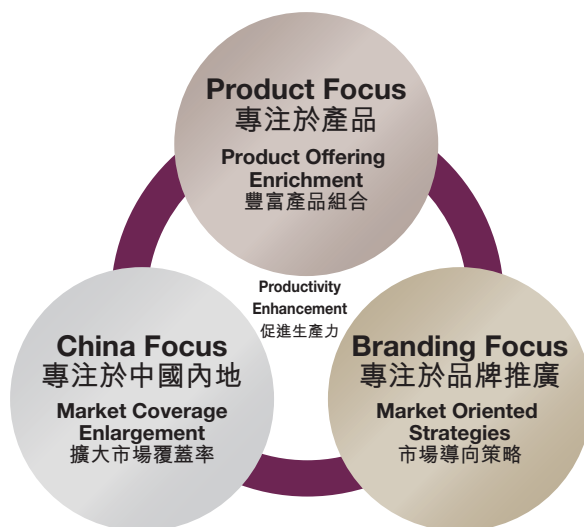 Product Focus
專注於產品
Product Offering
Enrichment
豐富產品組合
Productivity
Enhancement
促進生產力
China Focus
專注於中國內地
Market Coverage
Enlargement
擴大市場覆蓋率
Branding Focus
專注於品牌推廣
Market Oriented
Strategies
市場導向策略